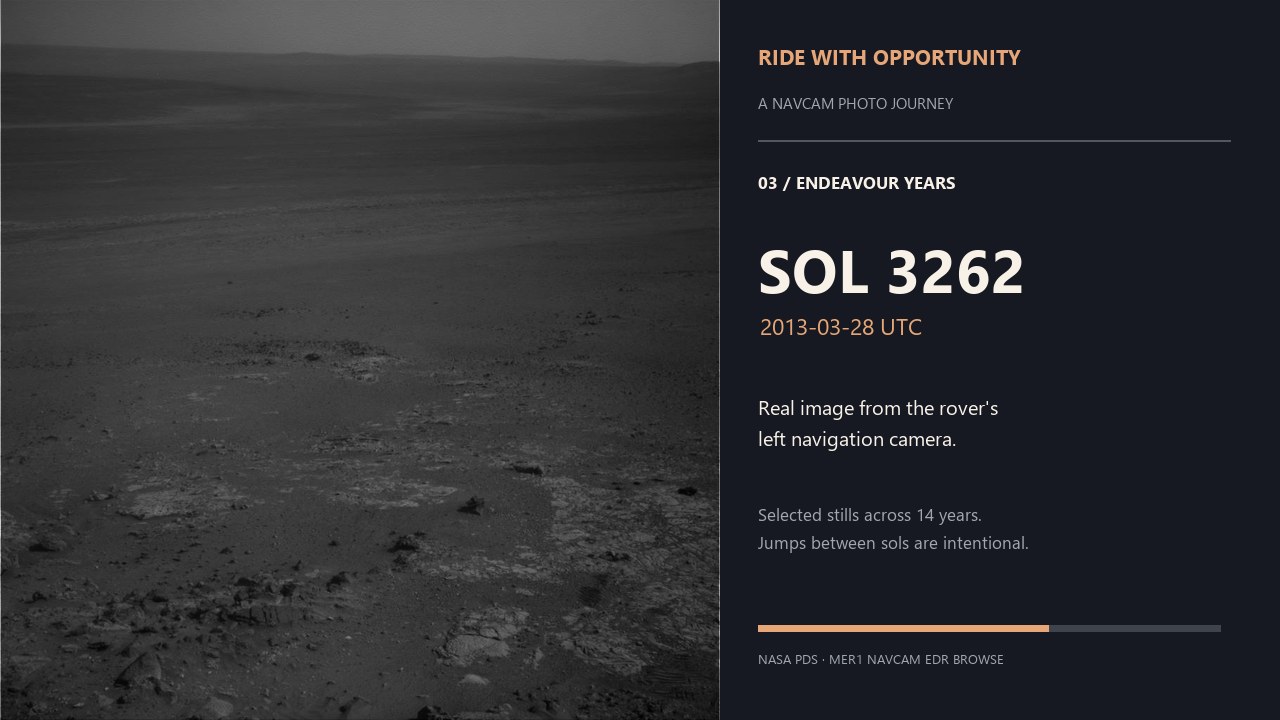 RIDE WITH OPPORTUNITY
A NAVCAM PHOTO JOURNEY
03 / ENDEAVOUR YEARS
SOL 3262
2013-03-28 UTC
Real image from the rover's
left navigation camera.
Selected stills across 14 years.
Jumps between sols are intentional.
NASA PDS · MER1 NAVCAM EDR BROWSE